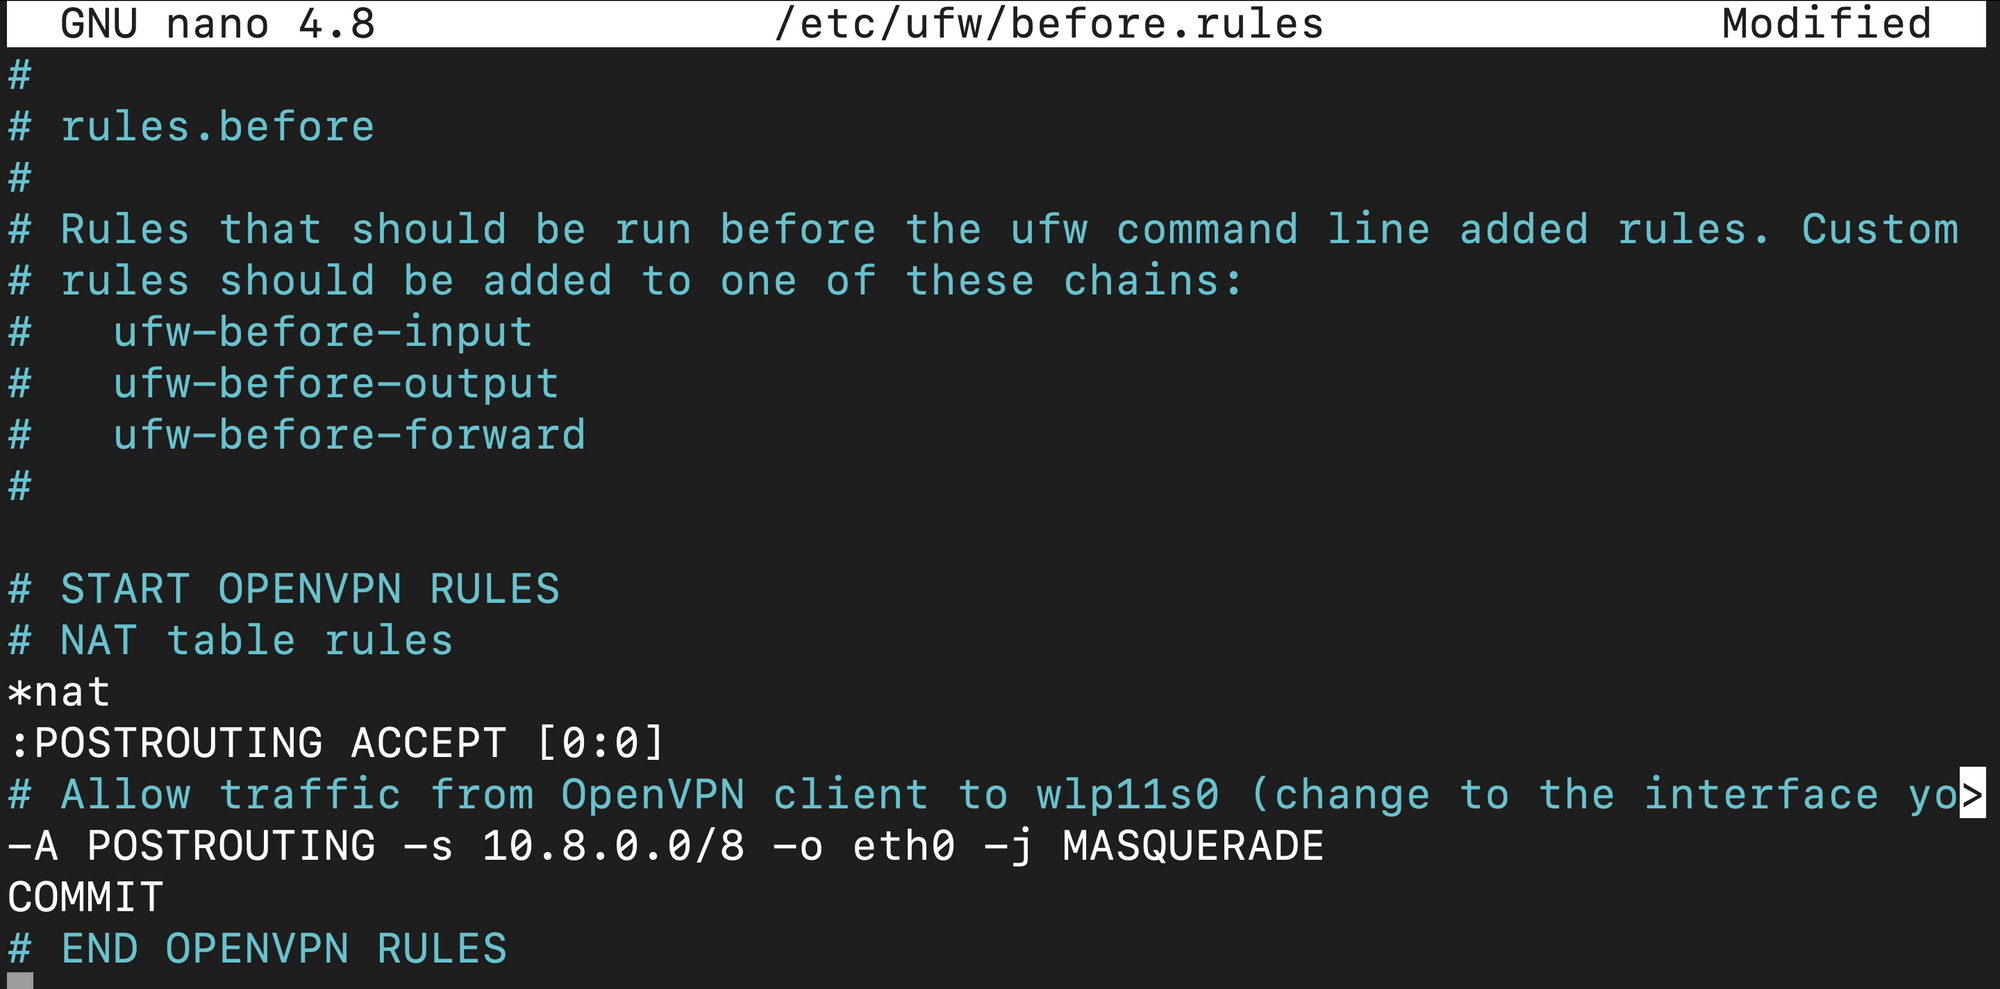 GNU nano 4.8 /etc/ufw/before.rules Modified
#
# rules.before
#
# Rules that should be run before the ufw command line added rules. Custom
# rules should be added to one of these chains:
#   ufw-before-input
#   ufw-before-output
#   ufw-before-forward
#

# START OPENVPN RULES
# NAT table rules
*nat
:POSTROUTING ACCEPT [0:0]
# Allow traffic from OpenVPN client to wlp11s0 (change to the interface yo>
-A POSTROUTING -s 10.8.0.0/8 -o eth0 -j MASQUERADE
COMMIT
# END OPENVPN RULES